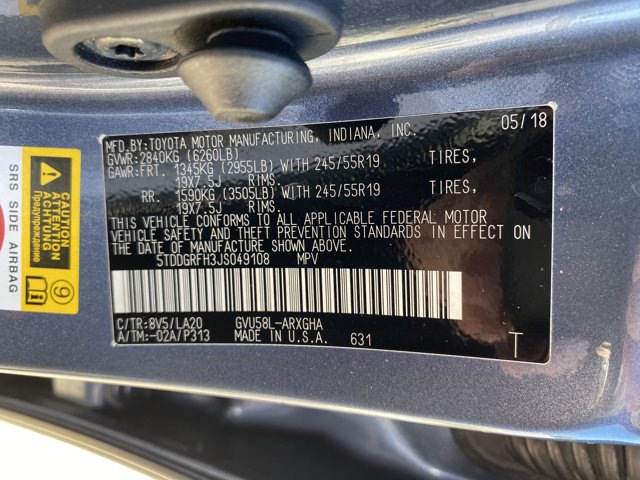 MFD.BY:TOYOTA MOTOR MANUFACTURING, INDIANA, INC. 05/18
GVWR:2840KG (6260LB)
GAWR:FRT. 1345KG (2955LB) WITH 245/55R19 TIRES,
19X7.5J RIMS.
RR. 1590KG (3505LB) WITH 245/55R19 TIRES,
19X7.5J RIMS.
THIS VEHICLE CONFORMS TO ALL APPLICABLE FEDERAL MOTOR
VEHICLE SAFETY AND THEFT PREVENTION STANDARDS IN EFFECT ON
THE DATE OF MANUFACTURE SHOWN ABOVE.
5TDDGRFH3JS049108 MPV
C/TR:8V5/LA20 GVU58L-ARXGHA
A/TM:-02A/P313 MADE IN U.S.A. 631 T
SRS SIDE AIRBAG
CAUTION
ATTENTION
ACHTUNG
Предупреждение
9